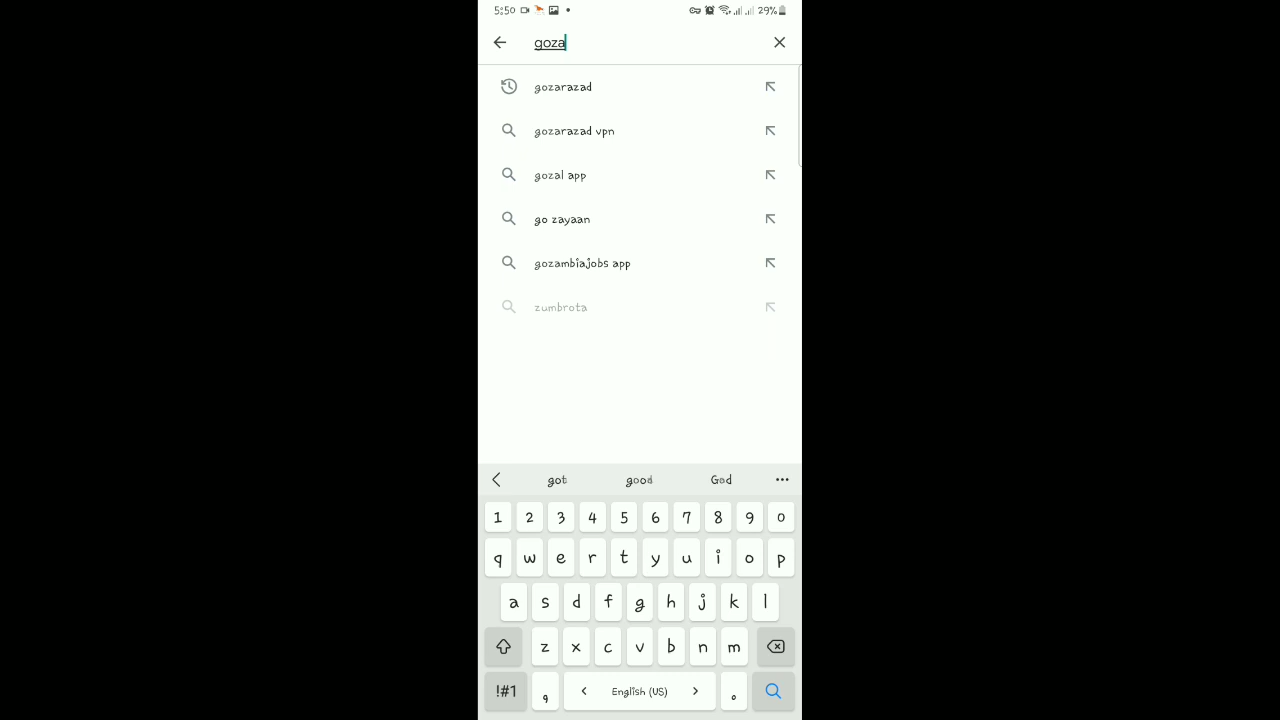 5:50 29%
goza
gozarazad
gozarazad vpn
gozal app
go zayaan
gozambiajobs app
zumbrota
got good God
1 2 3 4 5 6 7 8 9 0
q w e r t y u i o p
a s d f g h j k l
z x c v b n m
!#1 , < English (US) > .